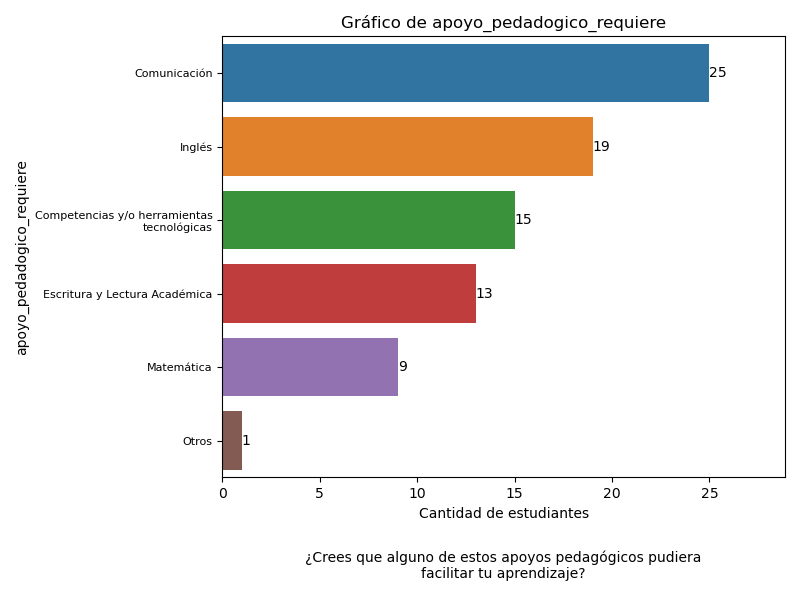 Gráfico de apoyo_pedadogico_requiere
apoyo_pedadogico_requiere
Comunicación
25
Inglés
19
Competencias y/o herramientas
tecnológicas
15
Escritura y Lectura Académica
13
Matemática
9
Otros
1
0 5 10 15 20 25
Cantidad de estudiantes
¿Crees que alguno de estos apoyos pedagógicos pudiera
facilitar tu aprendizaje?